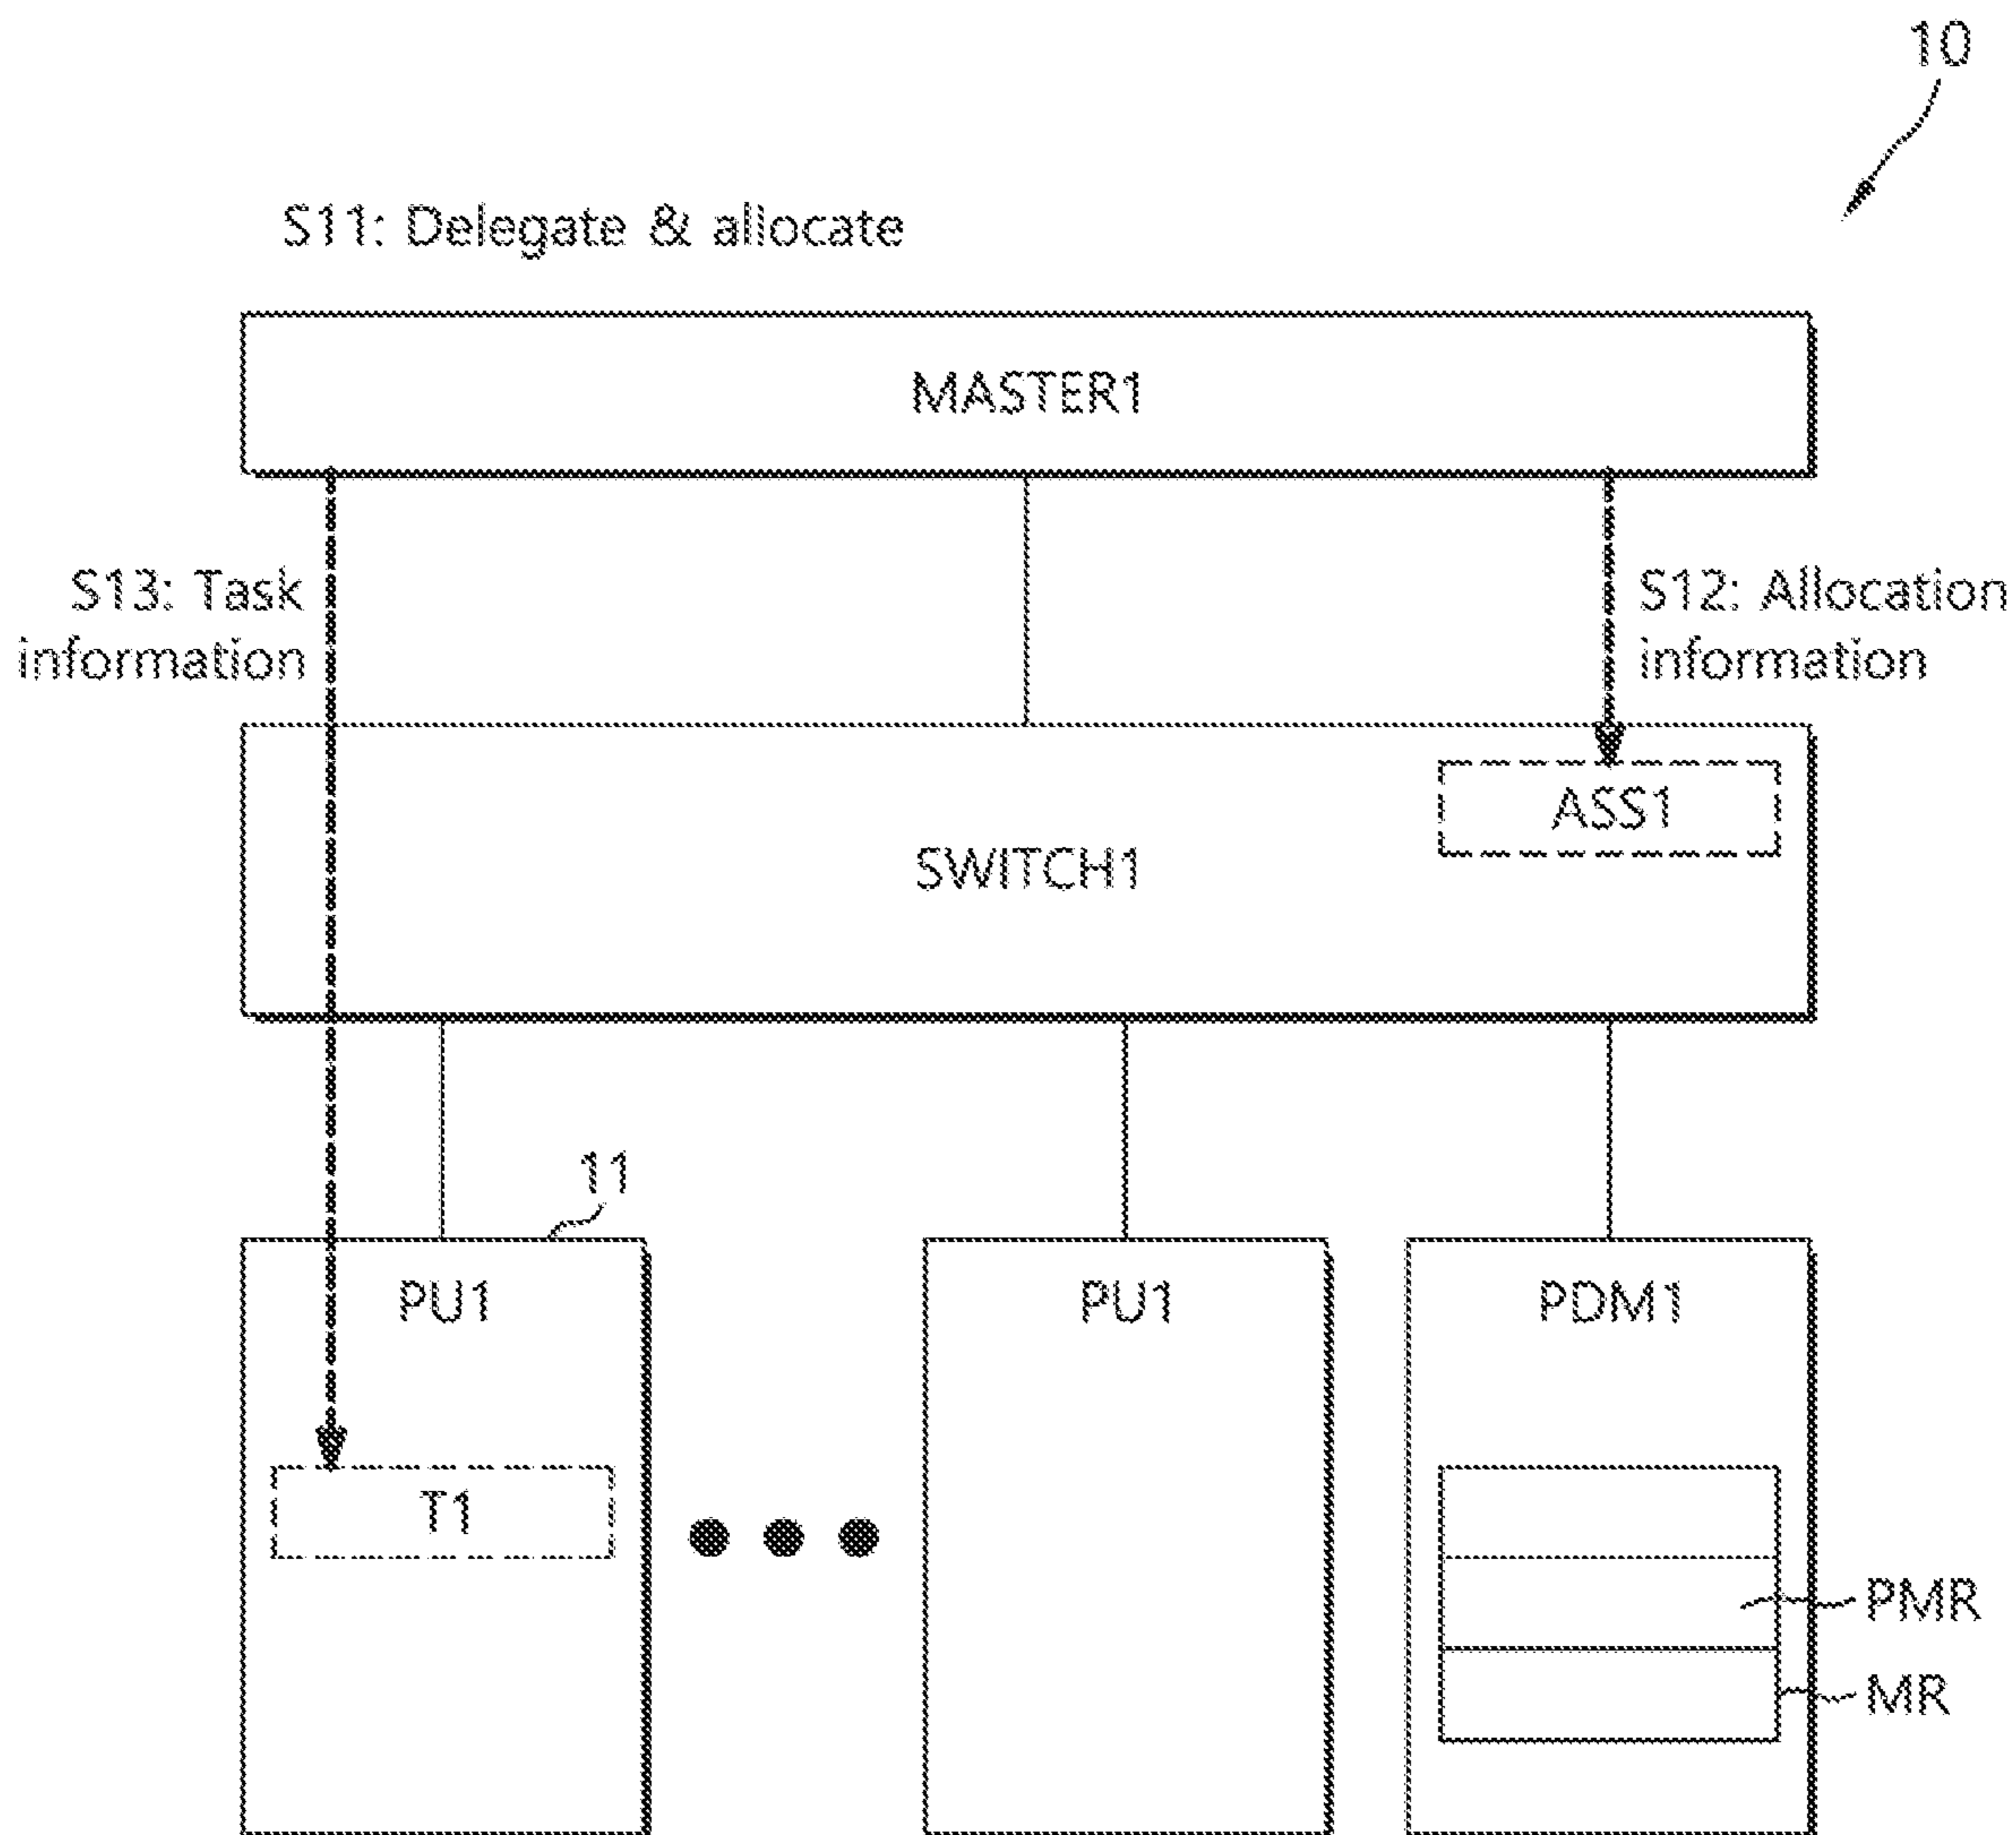 10
S11: Delegate & allocate
MASTER1
S13: Task
information
S12: Allocation
information
ASS1
SWITCH1
11
PU1
PU1
PDM1
T1
PMR
MR